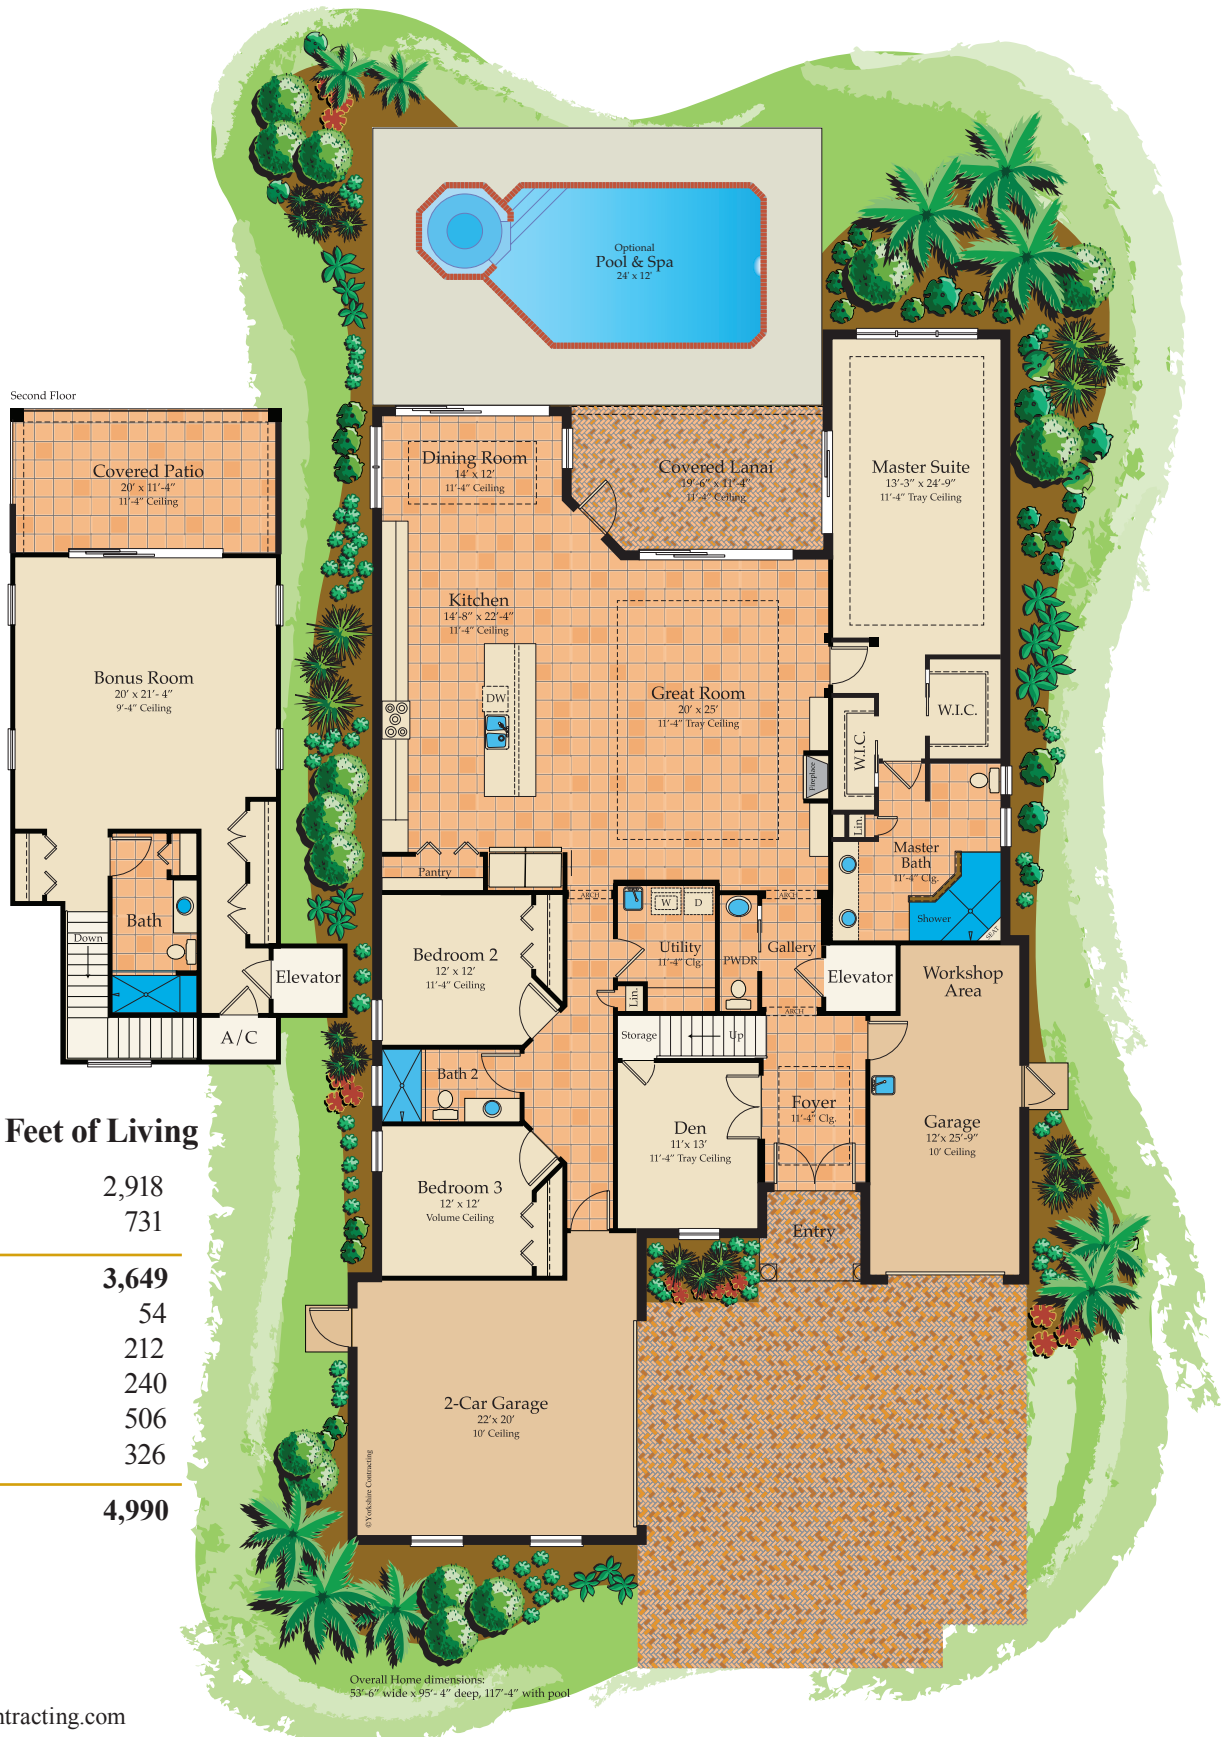 Optional
Pool & Spa
24' x 12'
Second Floor
Covered Patio
20' x 11'-4"
11'-4" Ceiling
Dining Room
14' x 12'
11'-4" Ceiling
Covered Lanai
19'-6" x 11'-4"
11'-4" Ceiling
Master Suite
13'-3" x 24'-9"
11'-4" Tray Ceiling
Kitchen
14'-8" x 22'-4"
11'-4" Ceiling
Bonus Room
20' x 21'- 4"
9'-4" Ceiling
DW
Great Room
20' x 25'
11'-4" Tray Ceiling
W.I.C.
W.I.C.
Fireplace
Lin.
Master
Bath
11'-4" Clg.
Pantry
ARCH
ARCH
W
D
Shower
SEAT
Bath
Down
Bedroom 2
12' x 12'
11'-4" Ceiling
Utility
11'-4" Clg.
PWDR
Gallery
Elevator
Elevator
Workshop
Area
Lin.
ARCH
A/C
Storage
Up
Bath 2
Foyer
11'-4" Clg.
Den
11'x 13'
11'-4" Tray Ceiling
Garage
12'x 25'-9"
10' Ceiling
Feet of Living
2,918
731
3,649
54
212
240
506
326
4,990
Bedroom 3
12' x 12'
Volume Ceiling
Entry
2-Car Garage
22'x 20'
10' Ceiling
©Yorkshire Contracting
Overall Home dimensions:
53'-6" wide x 95'- 4" deep, 117'-4" with pool
ntracting.com